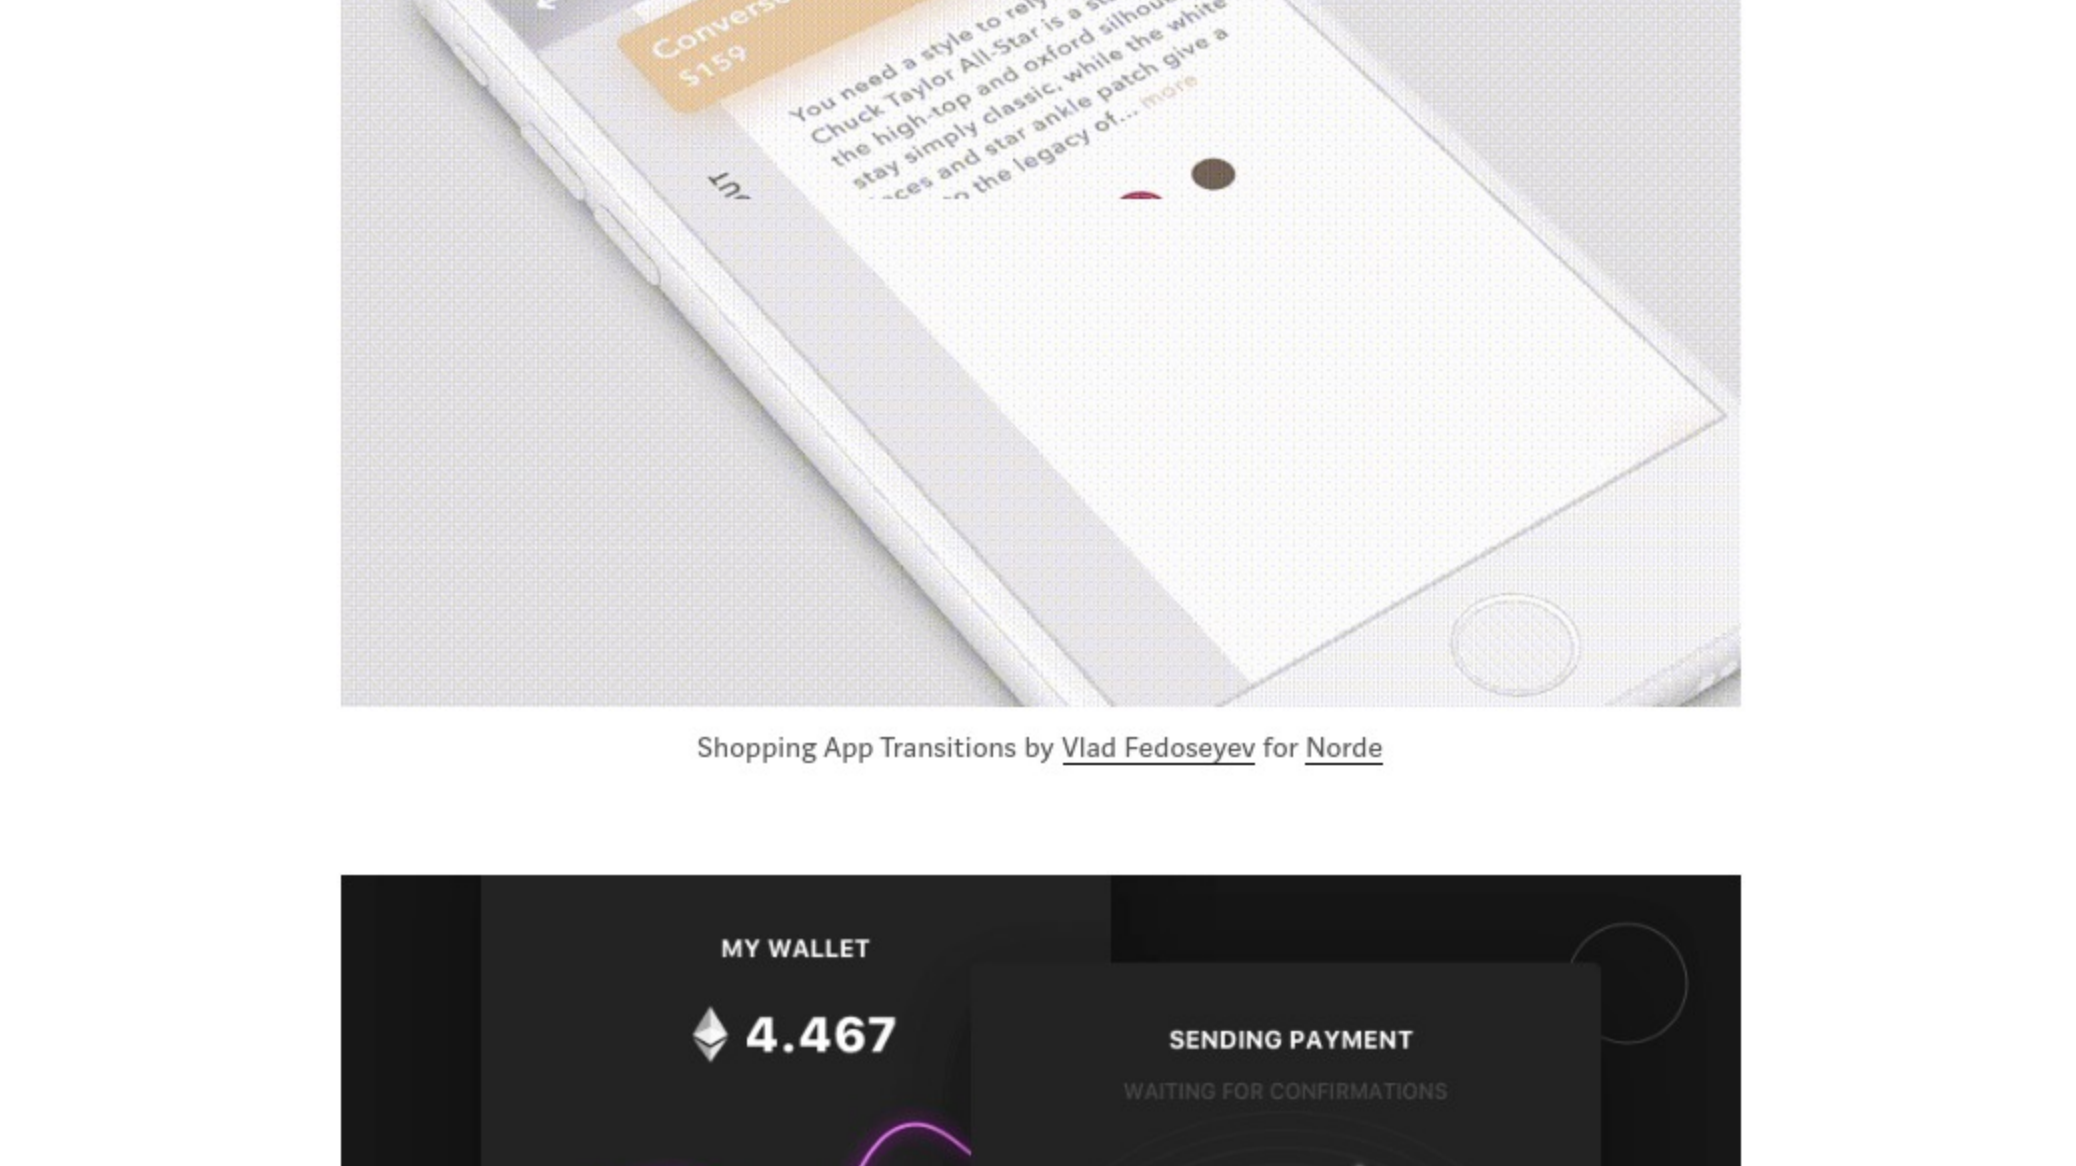 Convers
$159
You need a style to rely
Chuck Taylor All-Star is a
the high-top and oxford
stay simply classic, while the white
and star ankle patch give a
the legacy of... more
Shopping App Transitions by Vlad Fedoseyev for Norde
MY WALLET
4.467
SENDING PAYMENT
WAITING FOR CONFIRMATIONS